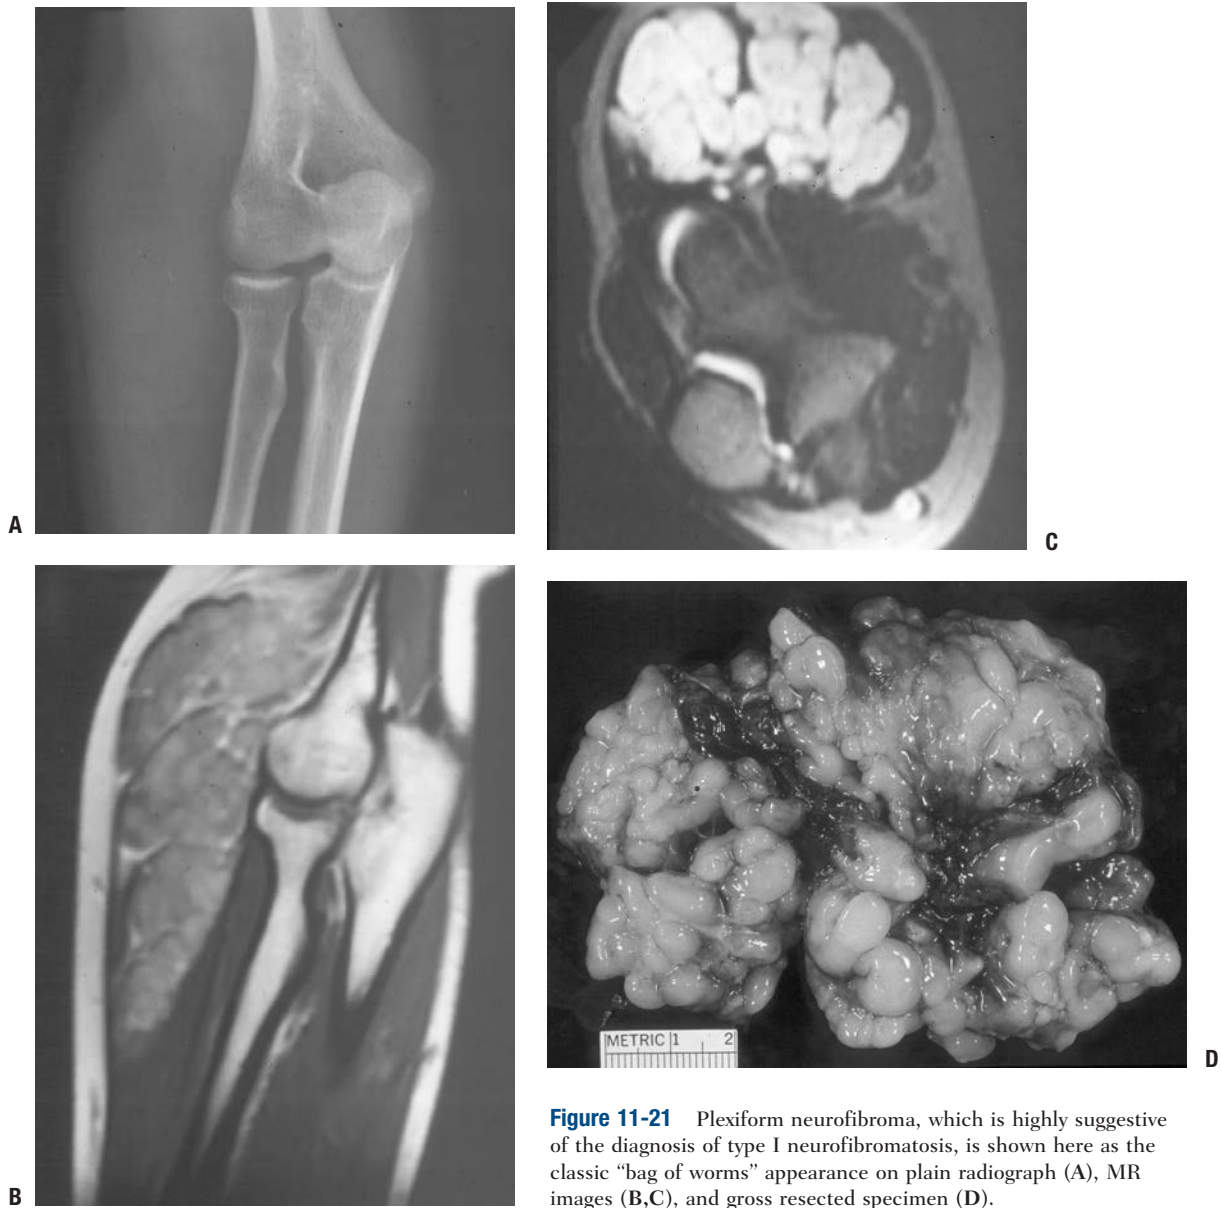 A
C
B
METRIC 1 2
D
Figure 11-21 Plexiform neurofibroma, which is highly suggestive
of the diagnosis of type I neurofibromatosis, is shown here as the
classic “bag of worms” appearance on plain radiograph (A), MR
images (B,C), and gross resected specimen (D).